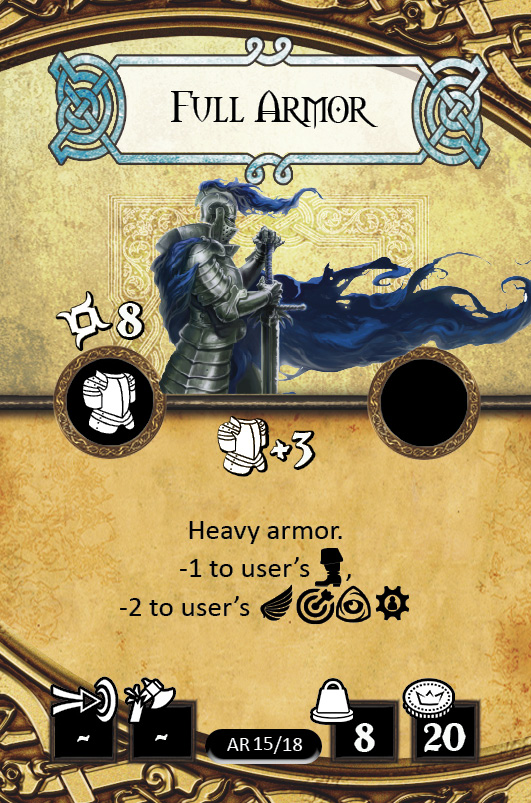 Full Armor
8
+3
Heavy armor.
-1 to user's ,
-2 to user's
~ ~ AR 15/18 8 20